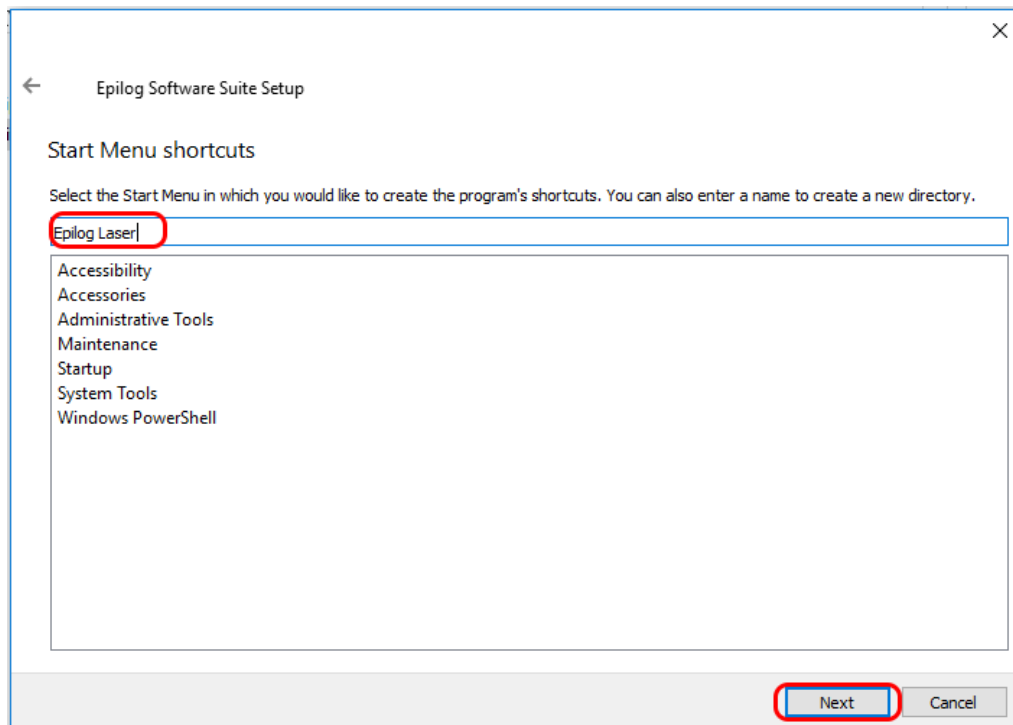 Epilog Software Suite Setup
Start Menu shortcuts
Select the Start Menu in which you would like to create the program's shortcuts. You can also enter a name to create a new directory.
Epilog Laser
Accessibility
Accessories
Administrative Tools
Maintenance
Startup
System Tools
Windows PowerShell
Next Cancel